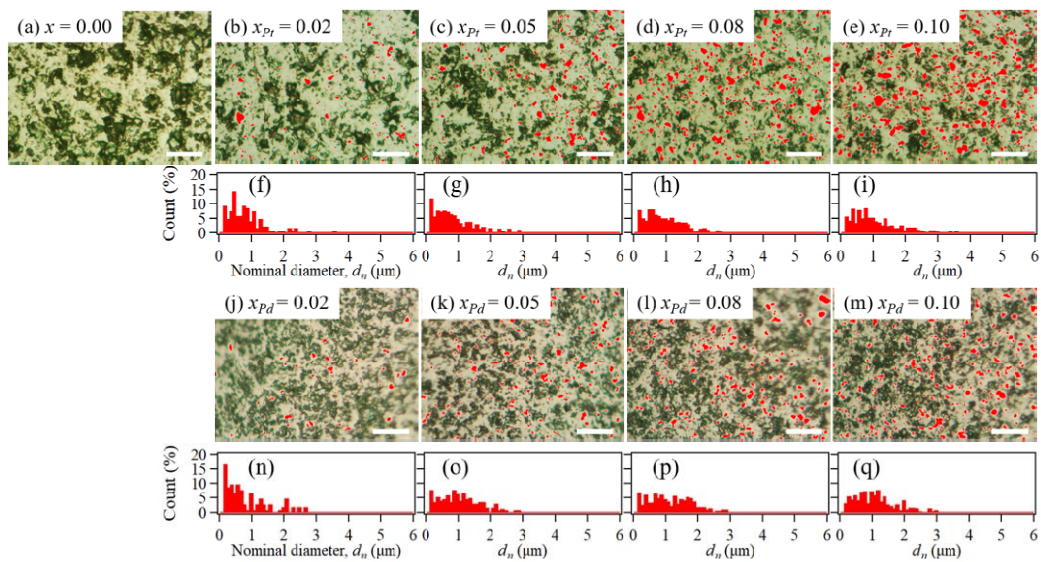 (a) x = 0.00
(b) xPt = 0.02
(c) xPt = 0.05
(d) xPt = 0.08
(e) xPt = 0.10
Count (%)
20
15
10
5
0
(f)
(g)
(h)
(i)
0 1 2 3 4 5 6
0 1 2 3 4 5 6
0 1 2 3 4 5 6
0 1 2 3 4 5 6
Nominal diameter, dn (μm)
dn (μm)
dn (μm)
dn (μm)
(j) xPd = 0.02
(k) xPd = 0.05
(l) xPd = 0.08
(m) xPd = 0.10
Count (%)
20
15
10
5
0
(n)
(o)
(p)
(q)
0 1 2 3 4 5 6
0 1 2 3 4 5 6
0 1 2 3 4 5 6
0 1 2 3 4 5 6
Nominal diameter, dn (μm)
dn (μm)
dn (μm)
dn (μm)